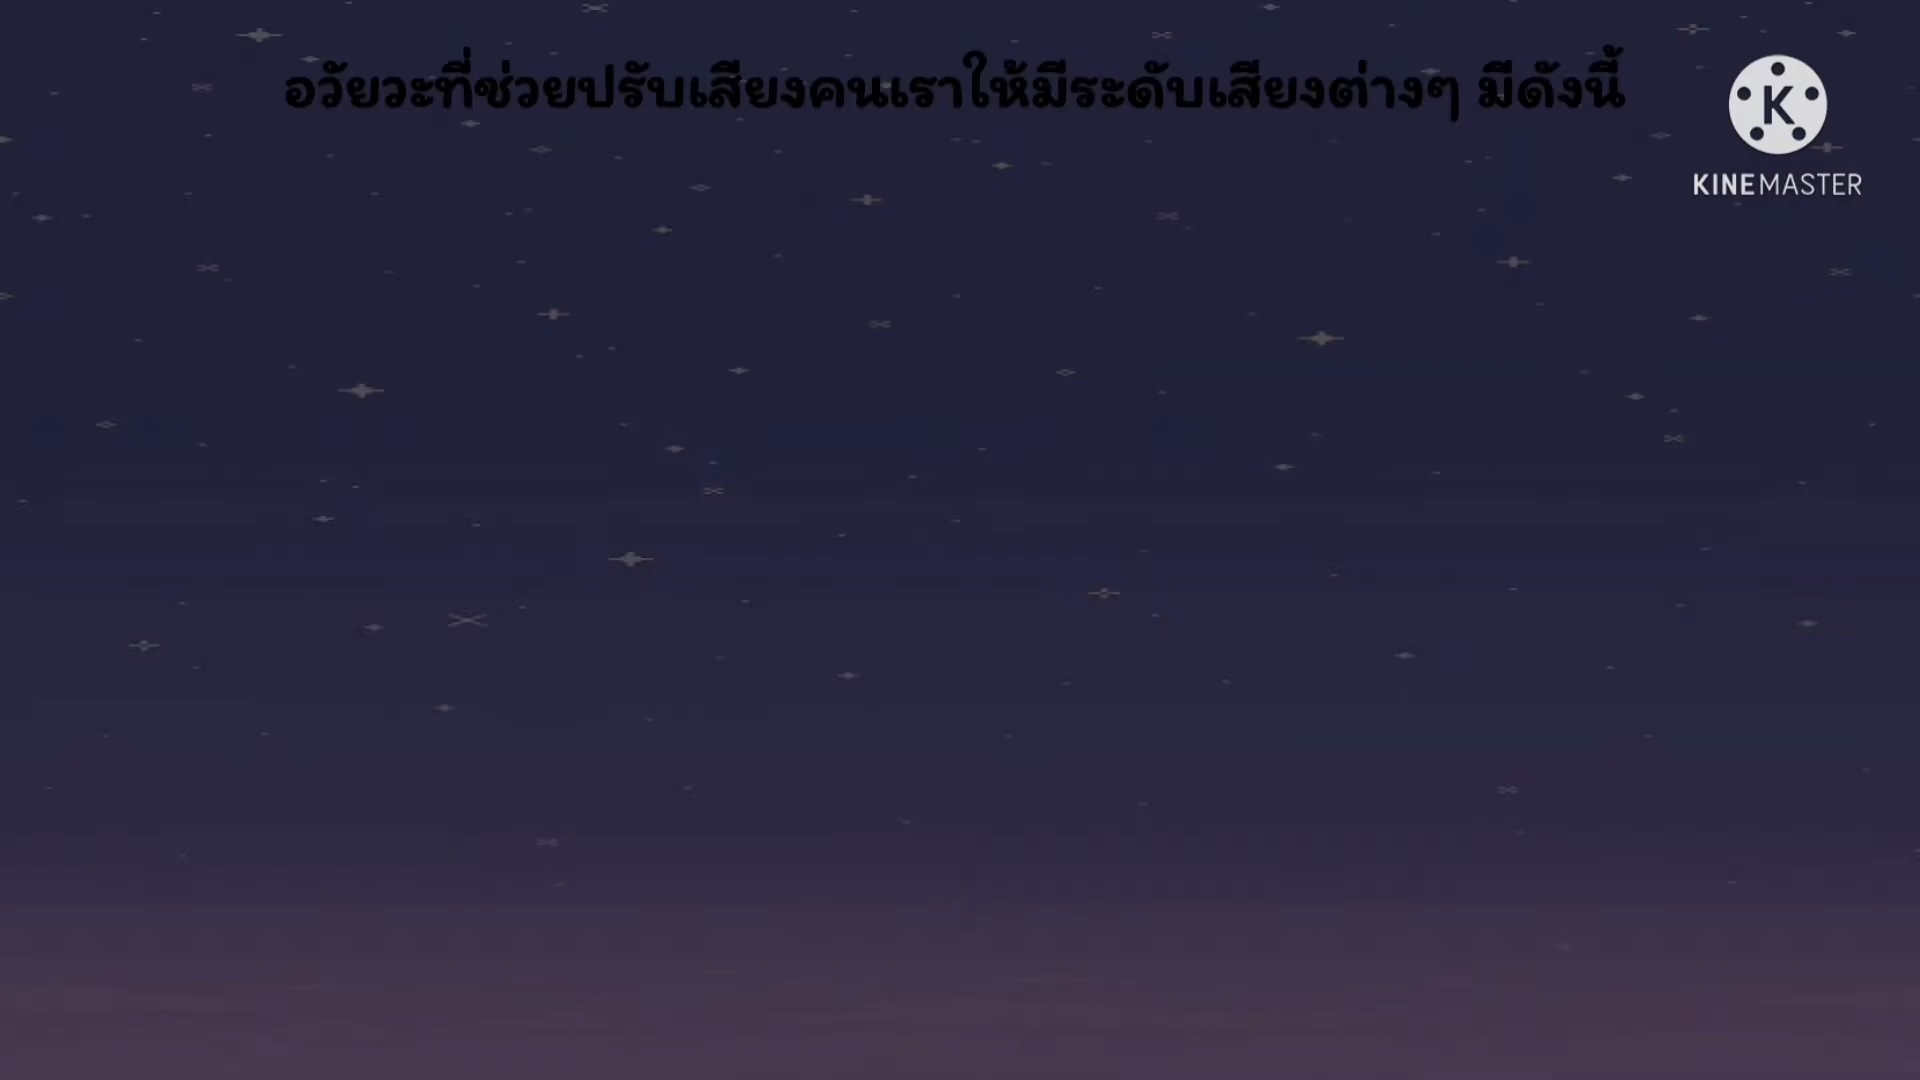 อวัยวะที่ช่วยปรับเสียงคนเราให้มีระดับเสียงต่างๆ มีดังนี้
K
KINEMASTER